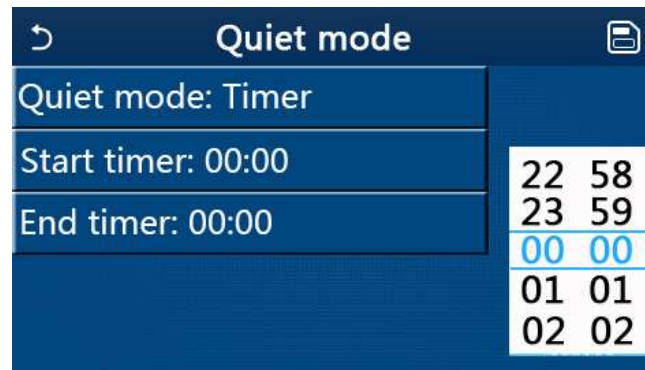 Quiet mode
Quiet mode: Timer
Start timer: 00:00
End timer: 00:00
22 58
23 59
00 00
01 01
02 02